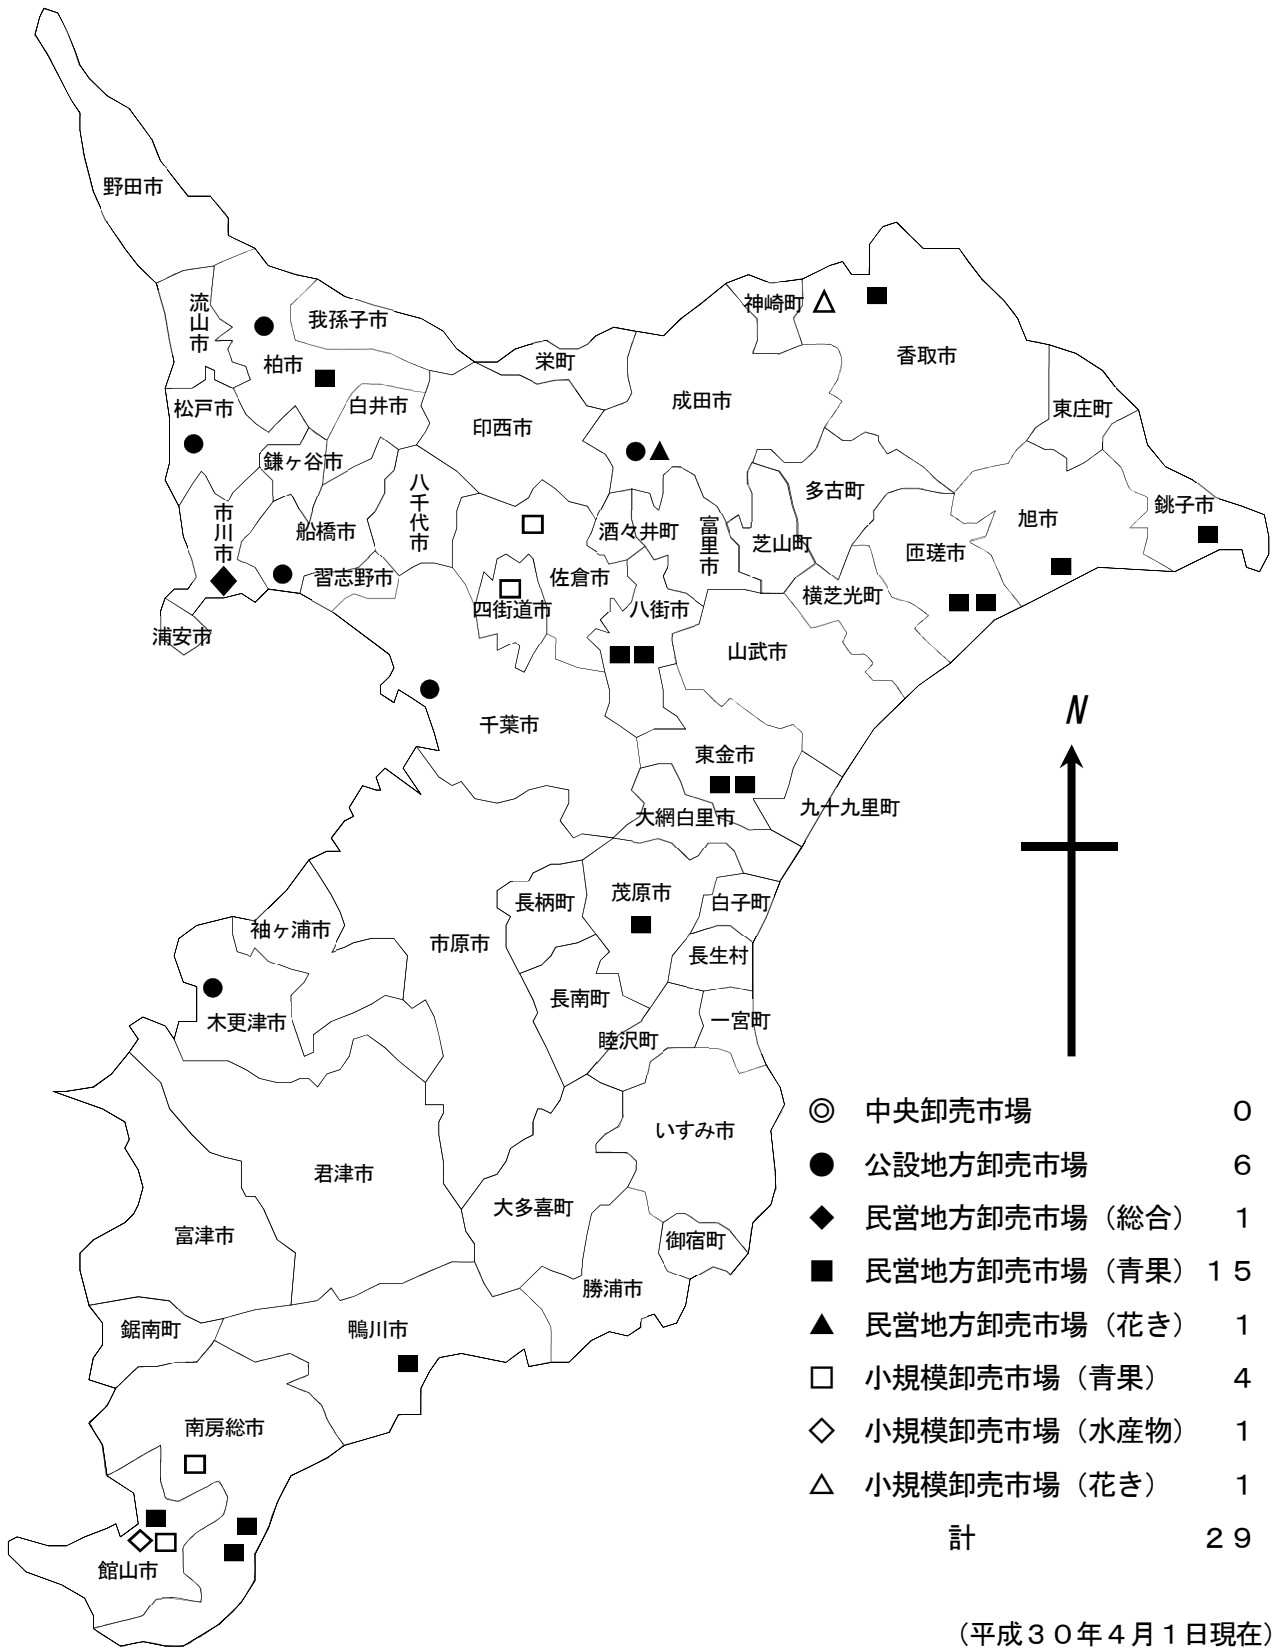 野田市
流山市
柏市
我孫子市
松戸市
鎌ヶ谷市
白井市
印西市
栄町
成田市
神崎町
香取市
東庄町
銚子市
旭市
匝瑳市
多古町
横芝光町
芝山町
富里市
酒々井町
佐倉市
四街道市
八街市
山武市
八千代市
船橋市
習志野市
市川市
浦安市
千葉市
東金市
九十九里町
大網白里市
茂原市
白子町
長柄町
長生村
長南町
一宮町
睦沢町
市原市
袖ヶ浦市
木更津市
君津市
富津市
いすみ市
大多喜町
御宿町
勝浦市
鴨川市
鋸南町
南房総市
館山市
N
◎ 中央卸売市場 0
● 公設地方卸売市場 6
◆ 民営地方卸売市場（総合） 1
■ 民営地方卸売市場（青果） 15
▲ 民営地方卸売市場（花き） 1
□ 小規模卸売市場（青果） 4
◇ 小規模卸売市場（水産物） 1
△ 小規模卸売市場（花き） 1
計 29
（平成３０年４月１日現在）